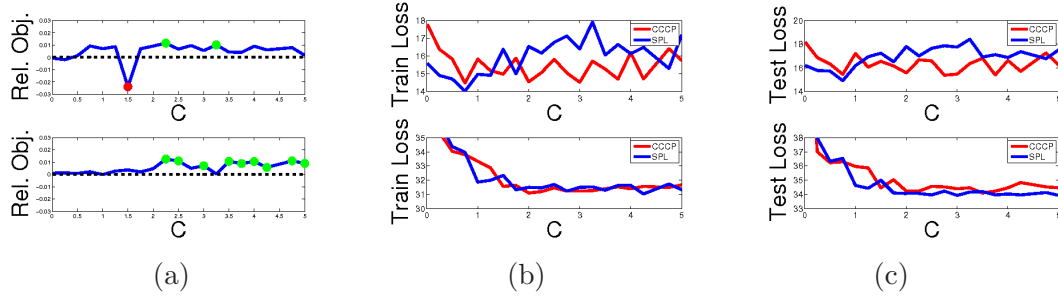 Rel. Obj.
0.03
0.02
0.01
0
-0.01
-0.02
-0.03
0 0.5 1 1.5 2 2.5 3 3.5 4 4.5 5
C
Rel. Obj.
0.03
0.02
0.01
0
-0.01
-0.02
-0.03
0 0.5 1 1.5 2 2.5 3 3.5 4 4.5 5
C
(a)
Train Loss
18
17
16
15
14
0 1 2 3 4 5
C
CCCP
SPL
Train Loss
35
34
33
32
31
30
0 1 2 3 4 5
C
CCCP
SPL
(b)
Test Loss
20
18
16
14
0 1 2 3 4 5
C
CCCP
SPL
Test Loss
38
37
36
35
34
33
0 1 2 3 4 5
C
CCCP
SPL
(c)